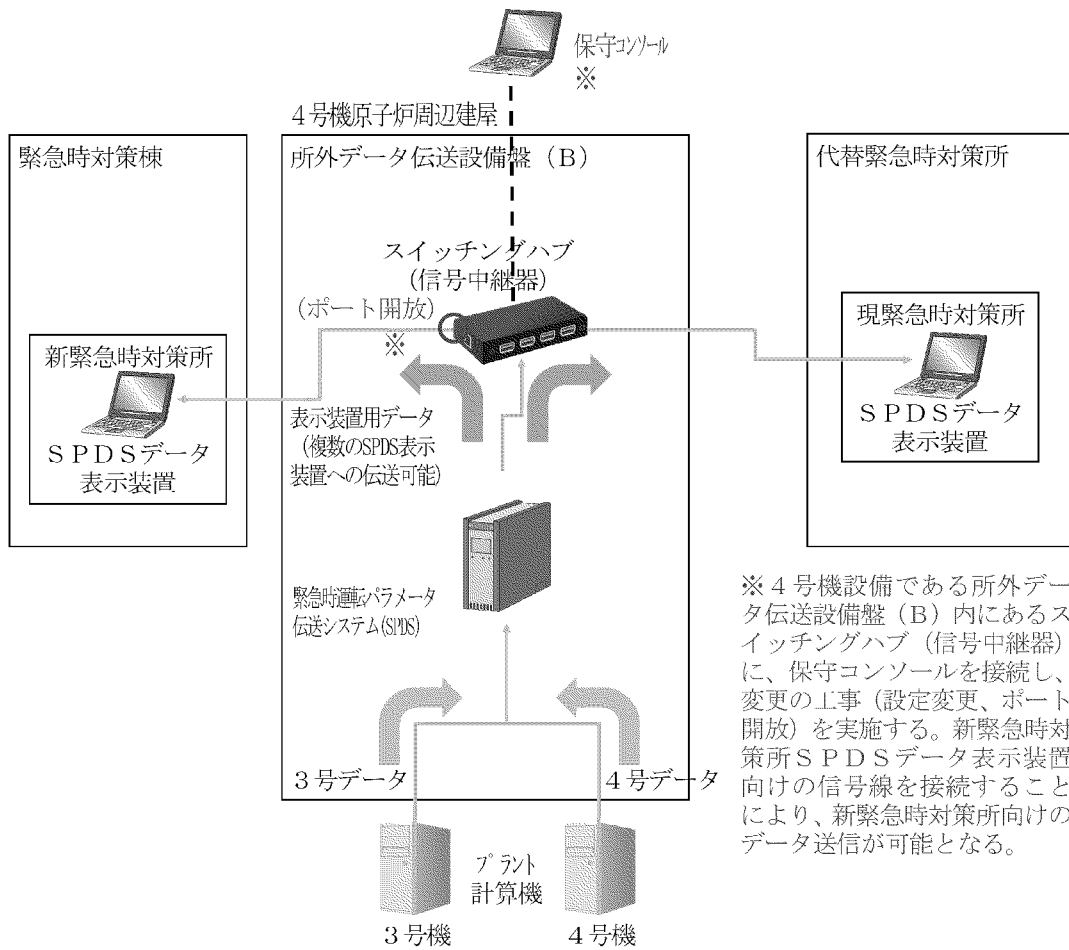 保守コンソール
※
4号機原子炉周辺建屋
緊急時対策棟
所外データ伝送設備盤（B）
代替緊急時対策所
スイッチングハブ
(信号中継器)
(ポート開放)
※
新緊急時対策所
SPDSデータ
表示装置
現緊急時対策所
SPDSデータ
表示装置
表示装置用データ
(複数のSPDS表示
装置への伝送可能)
緊急時運転パラメータ
伝送システム(SPDS)
※4号機設備である所外デー
タ伝送設備盤（B）内にあるス
イッチングハブ（信号中継器）
に、保守コンソールを接続し、
変更の工事（設定変更、ポート
開放）を実施する。新緊急時対
策所SPDSデータ表示装置
向けの信号線を接続すること
により、新緊急時対策所向けの
データ送信が可能となる。
3号データ
4号データ
プラント
計算機
3号機
4号機